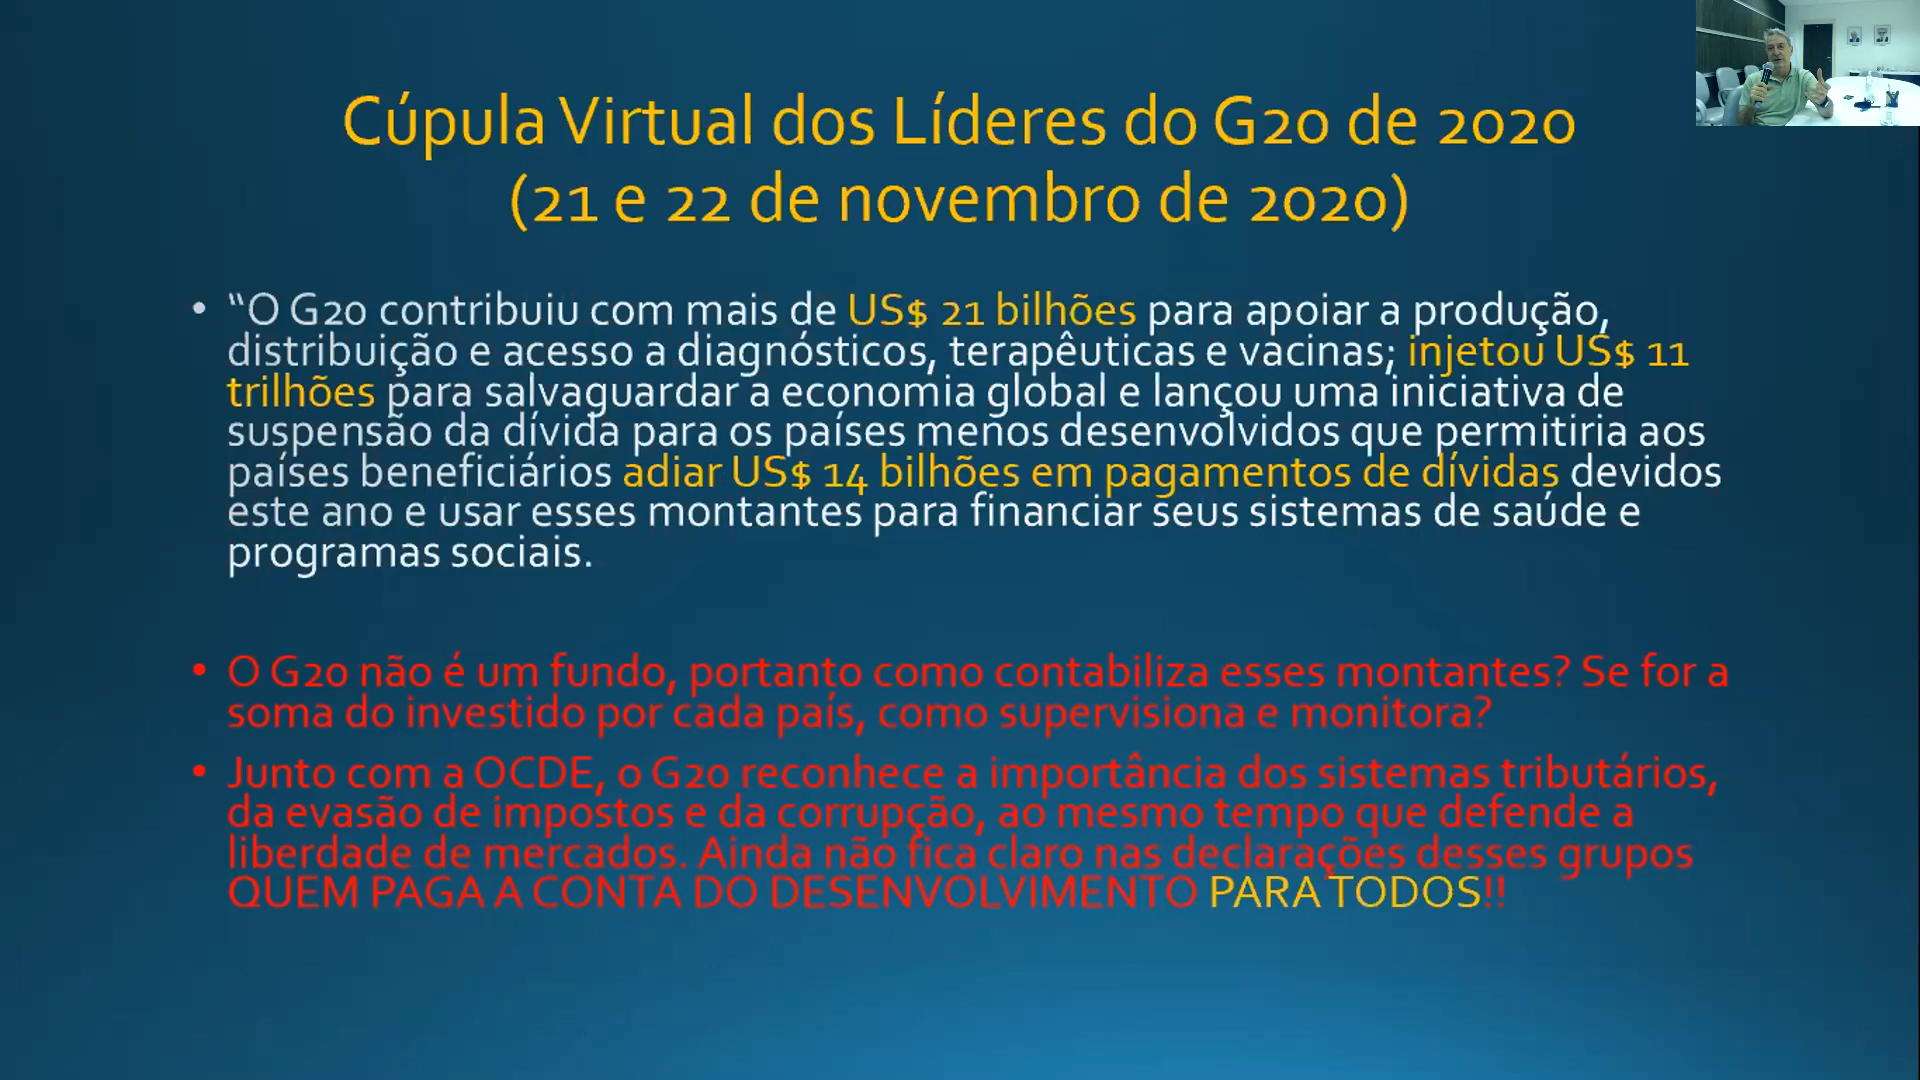 Cúpula Virtual dos Líderes do G20 de 2020
(21 e 22 de novembro de 2020)
• “O G20 contribuiu com mais de US$ 21 bilhões para apoiar a produção,
distribuição e acesso a diagnósticos, terapêuticas e vacinas; injetou US$ 11
trilhões para salvaguardar a economia global e lançou uma iniciativa de
suspensão da dívida para os países menos desenvolvidos que permitiria aos
países beneficiários adiar US$ 14 bilhões em pagamentos de dívidas devidos
este ano e usar esses montantes para financiar seus sistemas de saúde e
programas sociais.
• O G20 não é um fundo, portanto como contabiliza esses montantes? Se for a
soma do investido por cada país, como supervisiona e monitora?
• Junto com a OCDE, o G20 reconhece a importância dos sistemas tributários,
da evasão de impostos e da corrupção, ao mesmo tempo que defende a
liberdade de mercados. Ainda não fica claro nas declarações desses grupos
QUEM PAGA A CONTA DO DESENVOLVIMENTO PARA TODOS!!